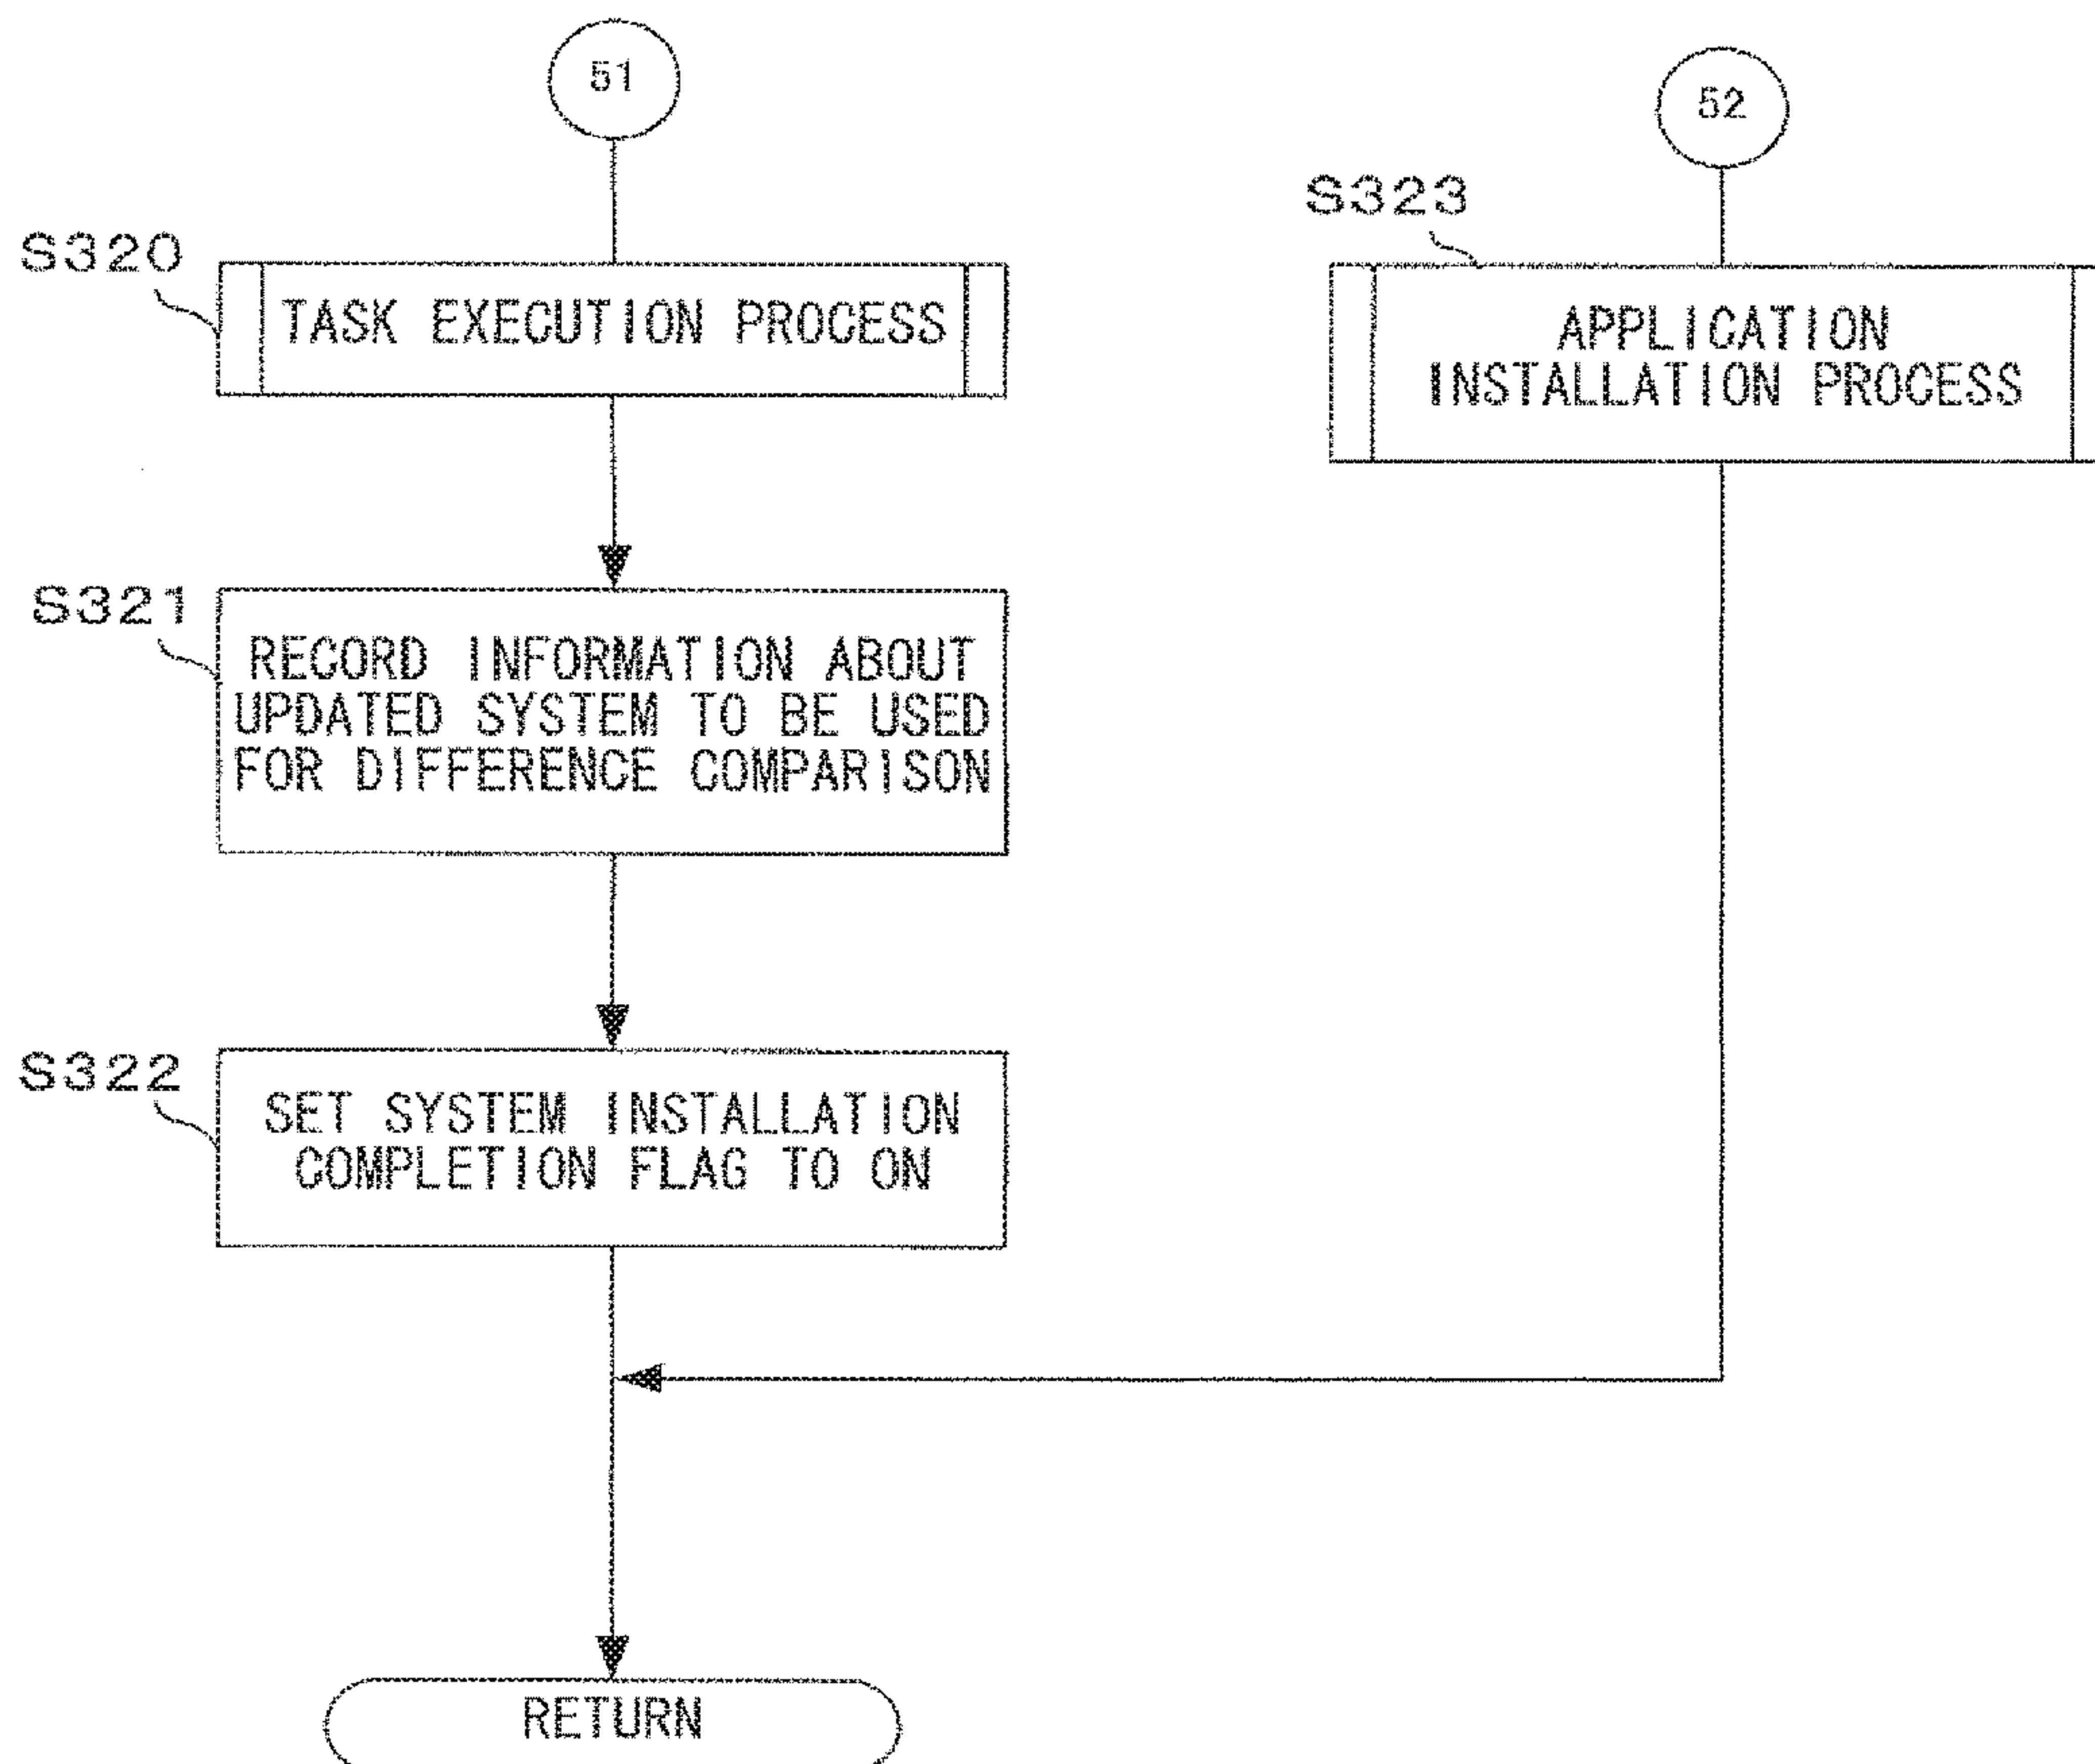 51
S320
TASK EXECUTION PROCESS
S321
RECORD INFORMATION ABOUT
UPDATED SYSTEM TO BE USED
FOR DIFFERENCE COMPARISON
S322
SET SYSTEM INSTALLATION
COMPLETION FLAG TO ON
52
S323
APPLICATION
INSTALLATION PROCESS
RETURN